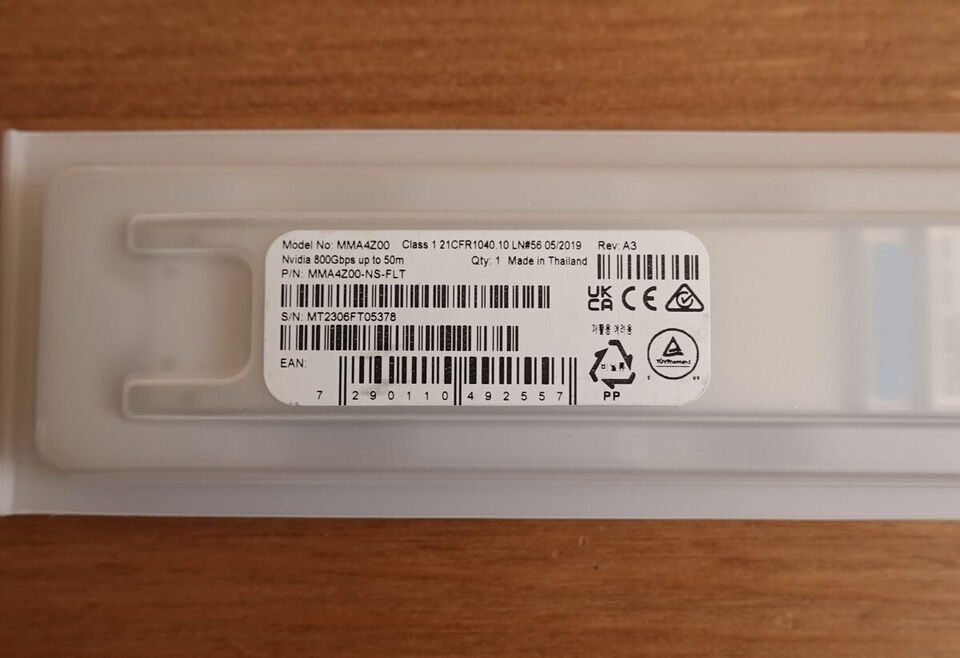 Model No: MMA4Z00 Class 1 21CFR1040.10 LN#56 05/2019 Rev: A3
Nvidia 800Gbps up to 50m Qty: 1 Made in Thailand
P/N: MMA4Z00-NS-FLT
UK CA CE
S/N: MT2306FT05378
TÜVRheinland
EAN:
7 290110 492557
PP